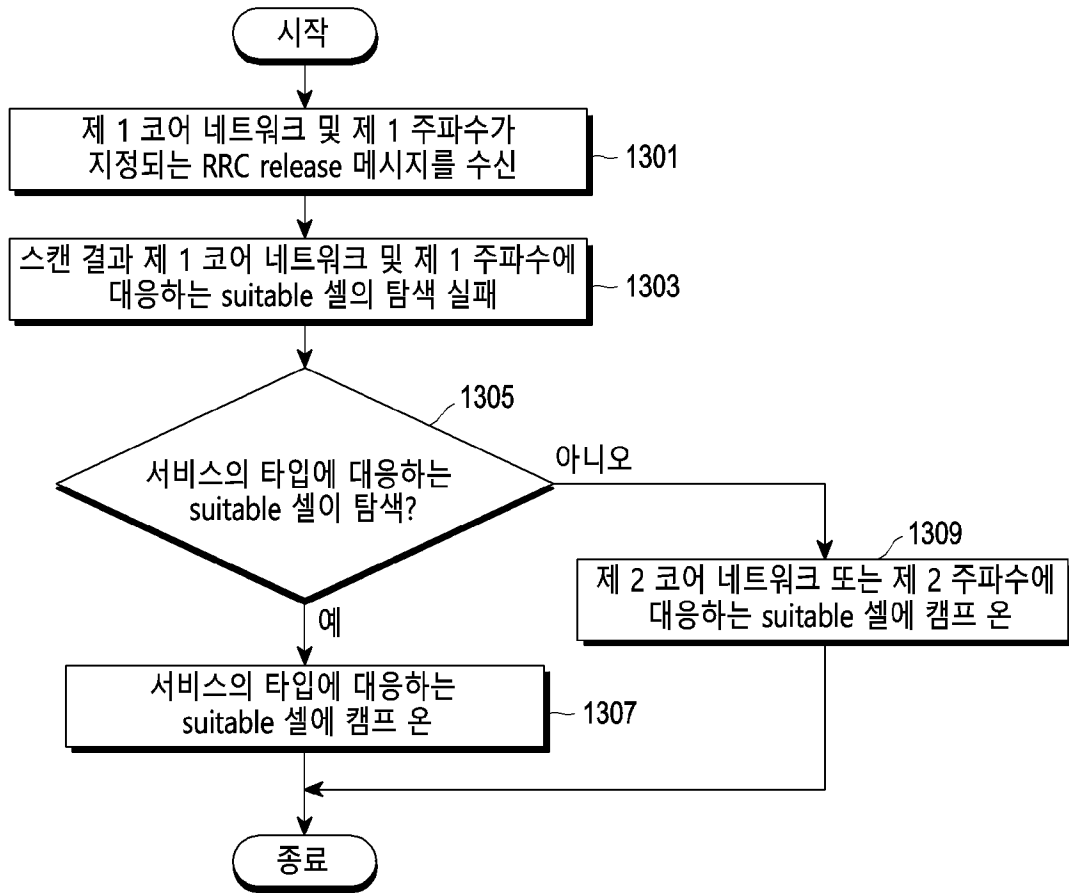 시작
제 1 코어 네트워크 및 제 1 주파수가
지정되는 RRC release 메시지를 수신
1301
스캔 결과 제 1 코어 네트워크 및 제 1 주파수에
대응하는 suitable 셀의 탐색 실패
1303
1305
서비스의 타입에 대응하는
suitable 셀이 탐색?
아니오
예
1309
제 2 코어 네트워크 또는 제 2 주파수에
대응하는 suitable 셀에 캠프 온
서비스의 타입에 대응하는
suitable 셀에 캠프 온
1307
종료